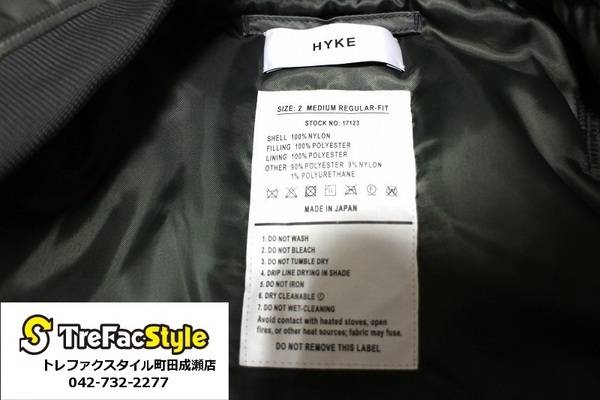 HYKE
SIZE: 2 MEDIUM REGULAR-FIT
STOCK NO: 17123
SHELL 100%NYLON
FILLING 100%POLYESTER
LINING 100%POLYESTER
OTHER 90%POLYESTER 9%NYLON
1%POLYURETHANE
MADE IN JAPAN
1. DO NOT WASH
2. DO NOT BLEACH
3. DO NOT TUMBLE DRY
4. DRIP LINE DRYING IN SHADE
5. DO NOT IRON
6. DRY CLEANABLE Ⓟ
7. DO NOT WET-CLEANING
Avoid contact with heated stoves, open
fires, or other heat sources; fabric may fuse.
DO NOT REMOVE THIS LABEL
S TreFacStyle
トレファクスタイル町田成瀬店
042-732-2277